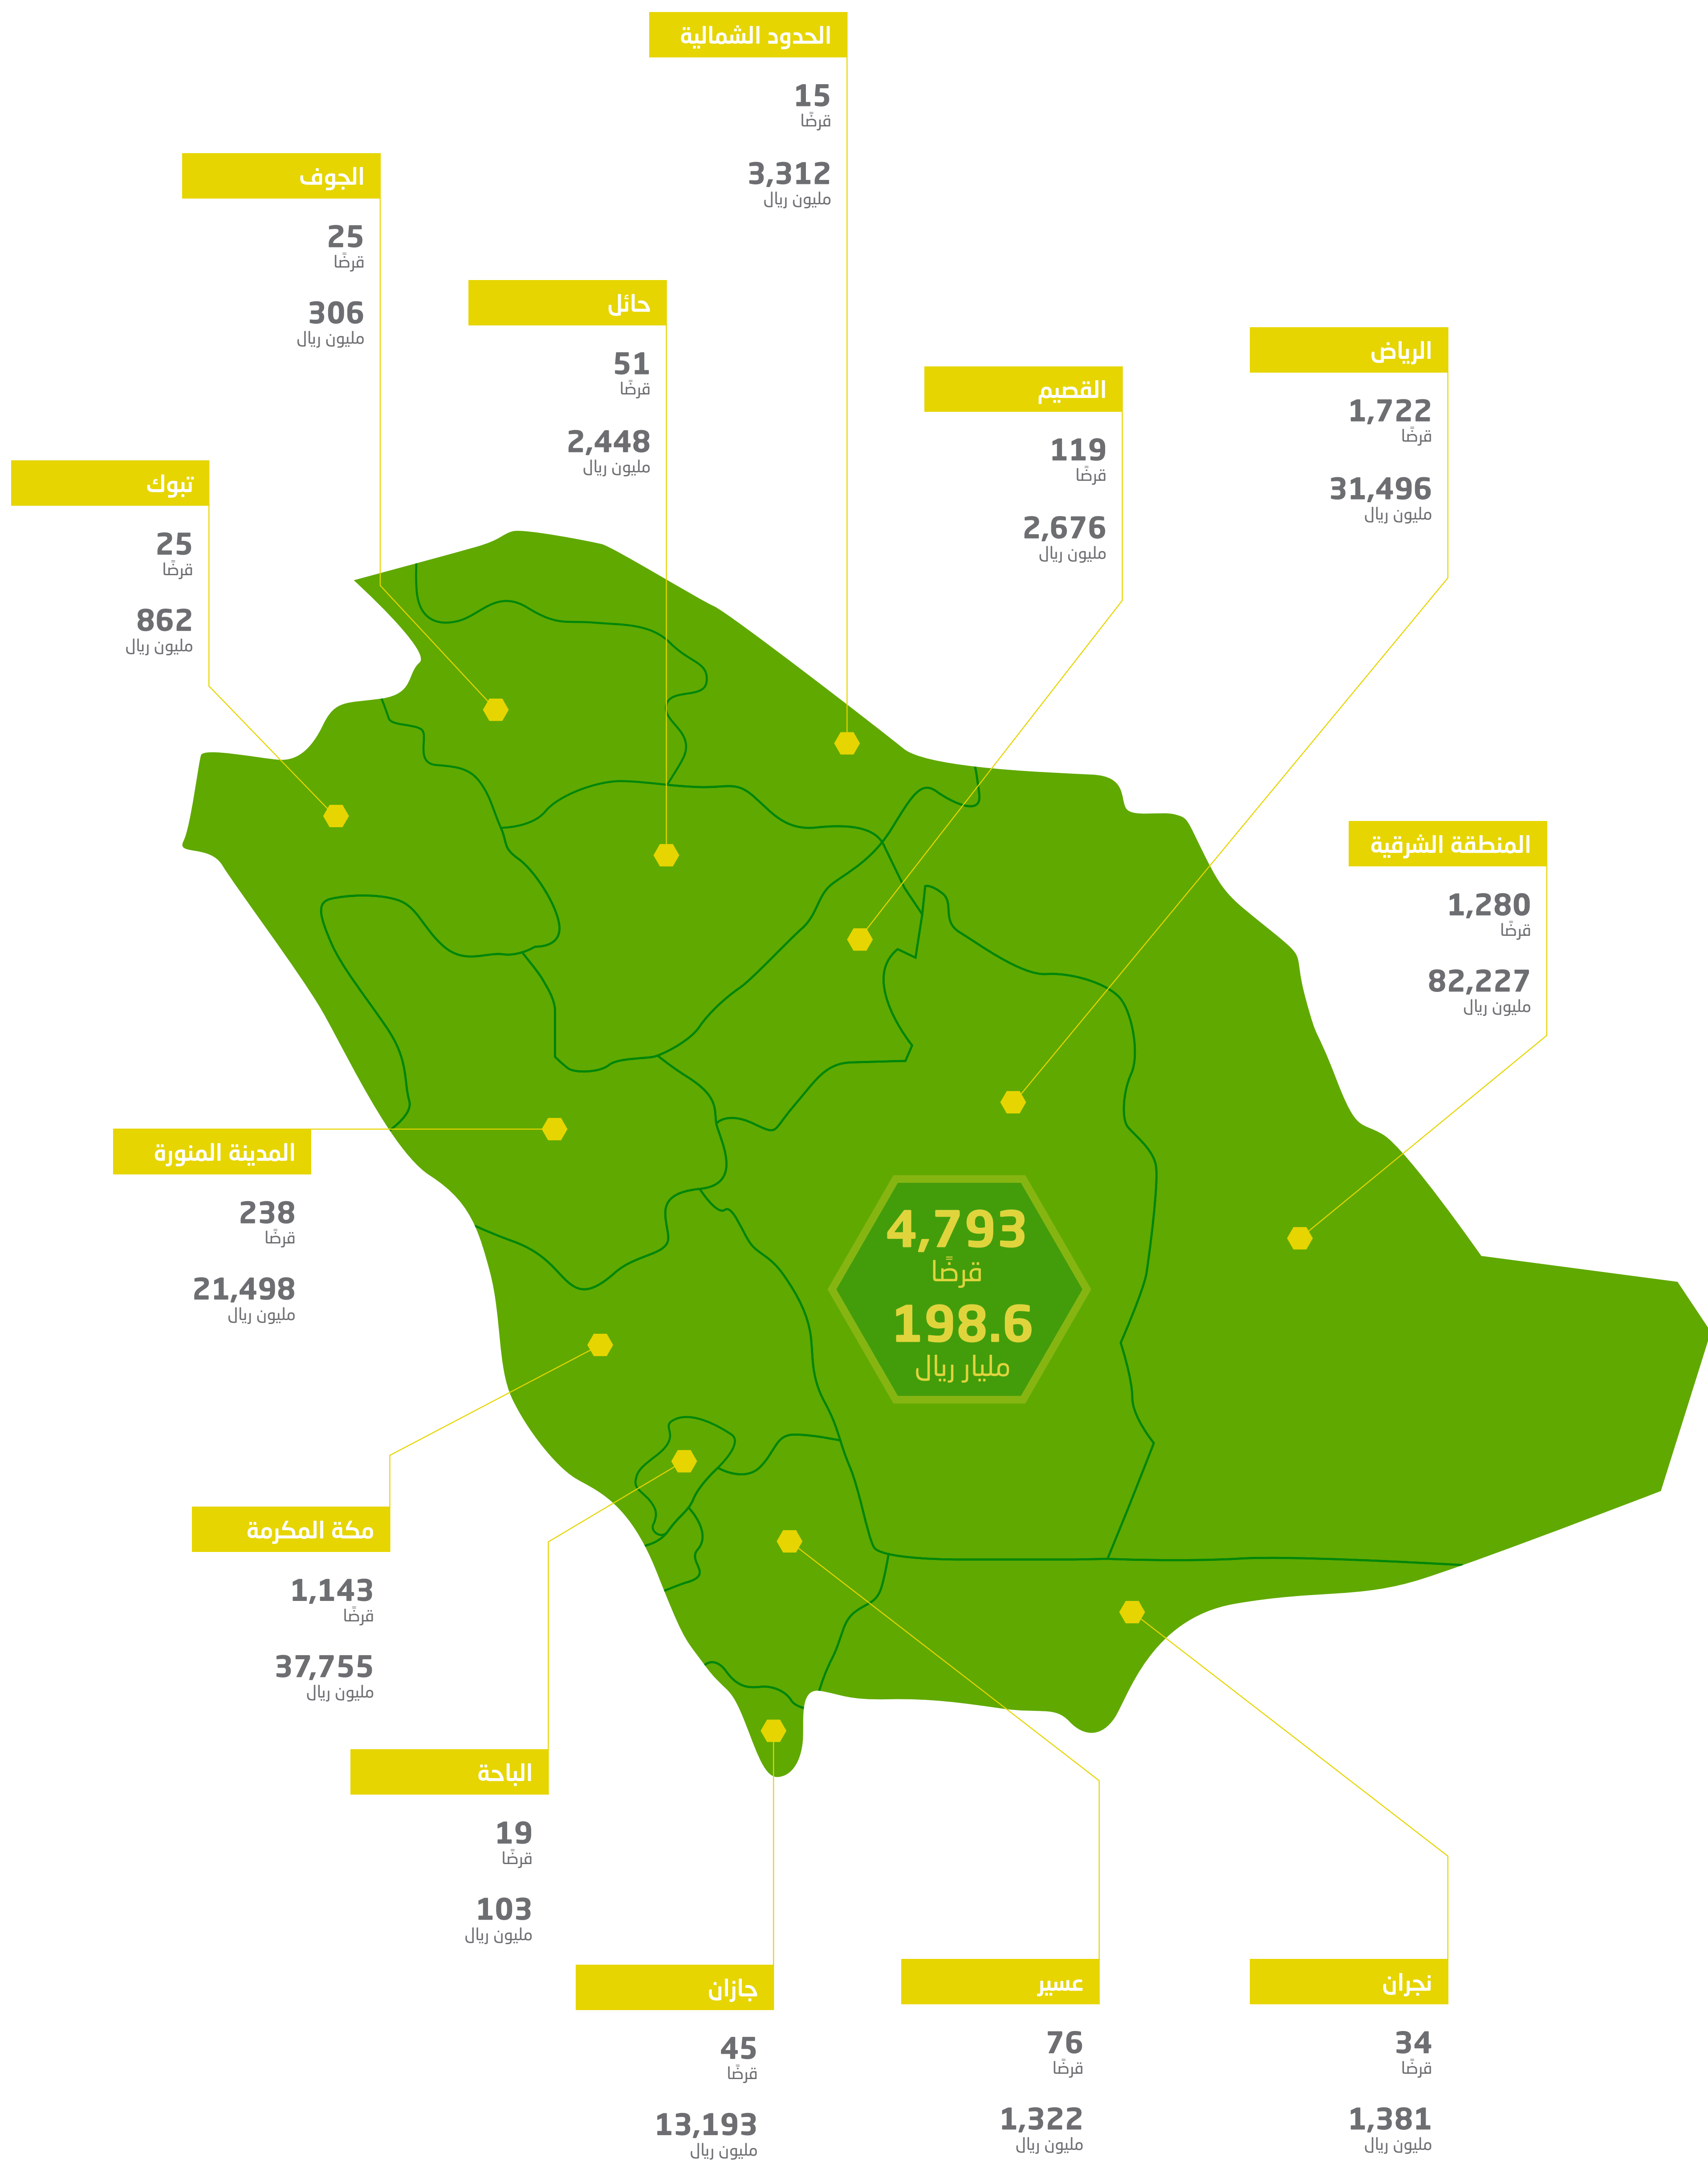 الحدود الشمالية
15
قرضًا
3,312
مليون ريال
الجوف
25
قرضًا
306
مليون ريال
حائل
51
قرضًا
2,448
مليون ريال
الرياض
1,722
قرضًا
31,496
مليون ريال
القصيم
119
قرضًا
2,676
مليون ريال
تبوك
25
قرضًا
862
مليون ريال
المنطقة الشرقية
1,280
قرضًا
82,227
مليون ريال
المدينة المنورة
238
قرضًا
21,498
مليون ريال
4,793
قرضًا
198.6
مليار ريال
مكة المكرمة
1,143
قرضًا
37,755
مليون ريال
الباحة
19
قرضًا
103
مليون ريال
نجران
34
قرضًا
1,381
مليون ريال
عسير
76
قرضًا
1,322
مليون ريال
جازان
45
قرضًا
13,193
مليون ريال